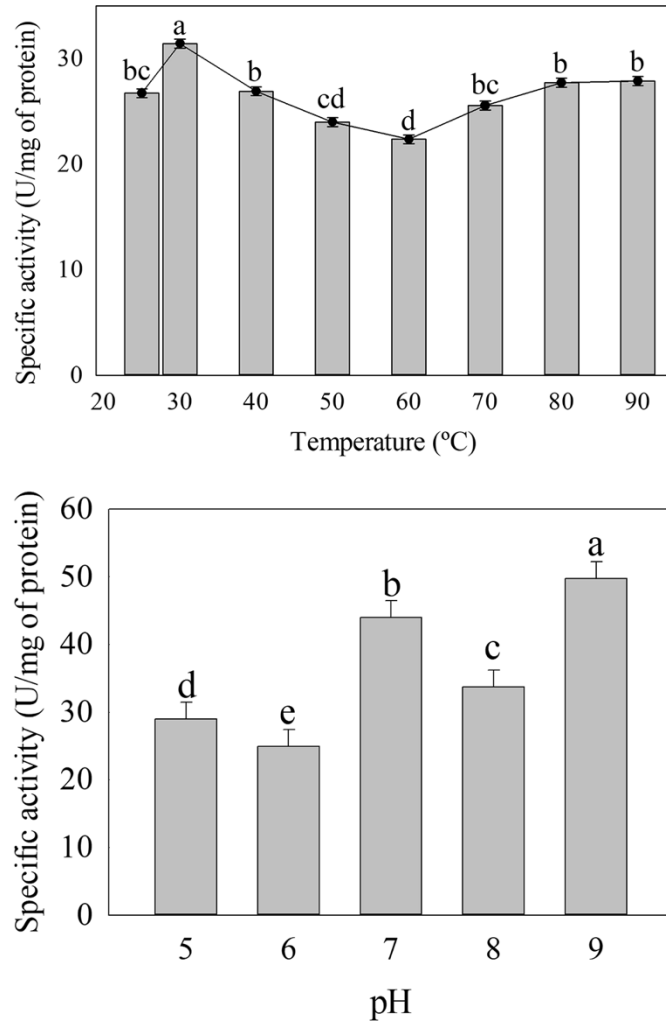 Specific activity (U/mg of protein)
30
20
10
0
bc
a
b
cd
d
bc
b
b
20 30 40 50 60 70 80 90
Temperature (ºC)
Specific activity (U/mg of protein)
60
50
40
30
20
10
0
d
e
b
c
a
5 6 7 8 9
pH